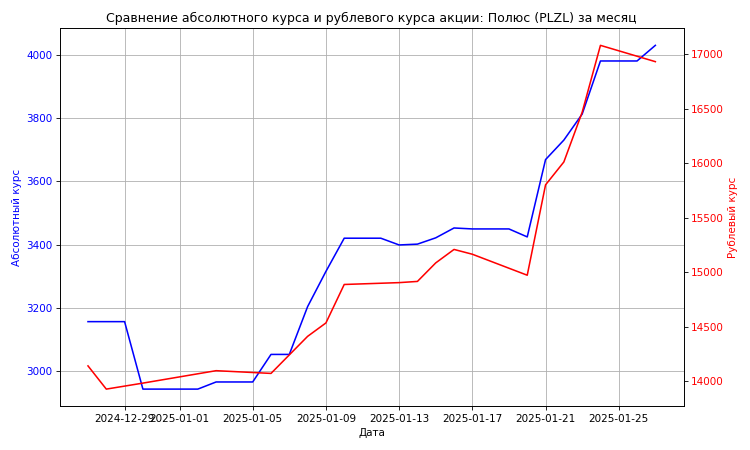 Сравнение абсолютного курса и рублевого курса акции: Полюс (PLZL) за месяц
4000
3800
3600
3400
3200
3000
Абсолютный курс
17000
16500
16000
15500
15000
14500
14000
Рублевый курс
2024-12-29 2025-01-01 2025-01-05 2025-01-09 2025-01-13 2025-01-17 2025-01-21 2025-01-25
Дата